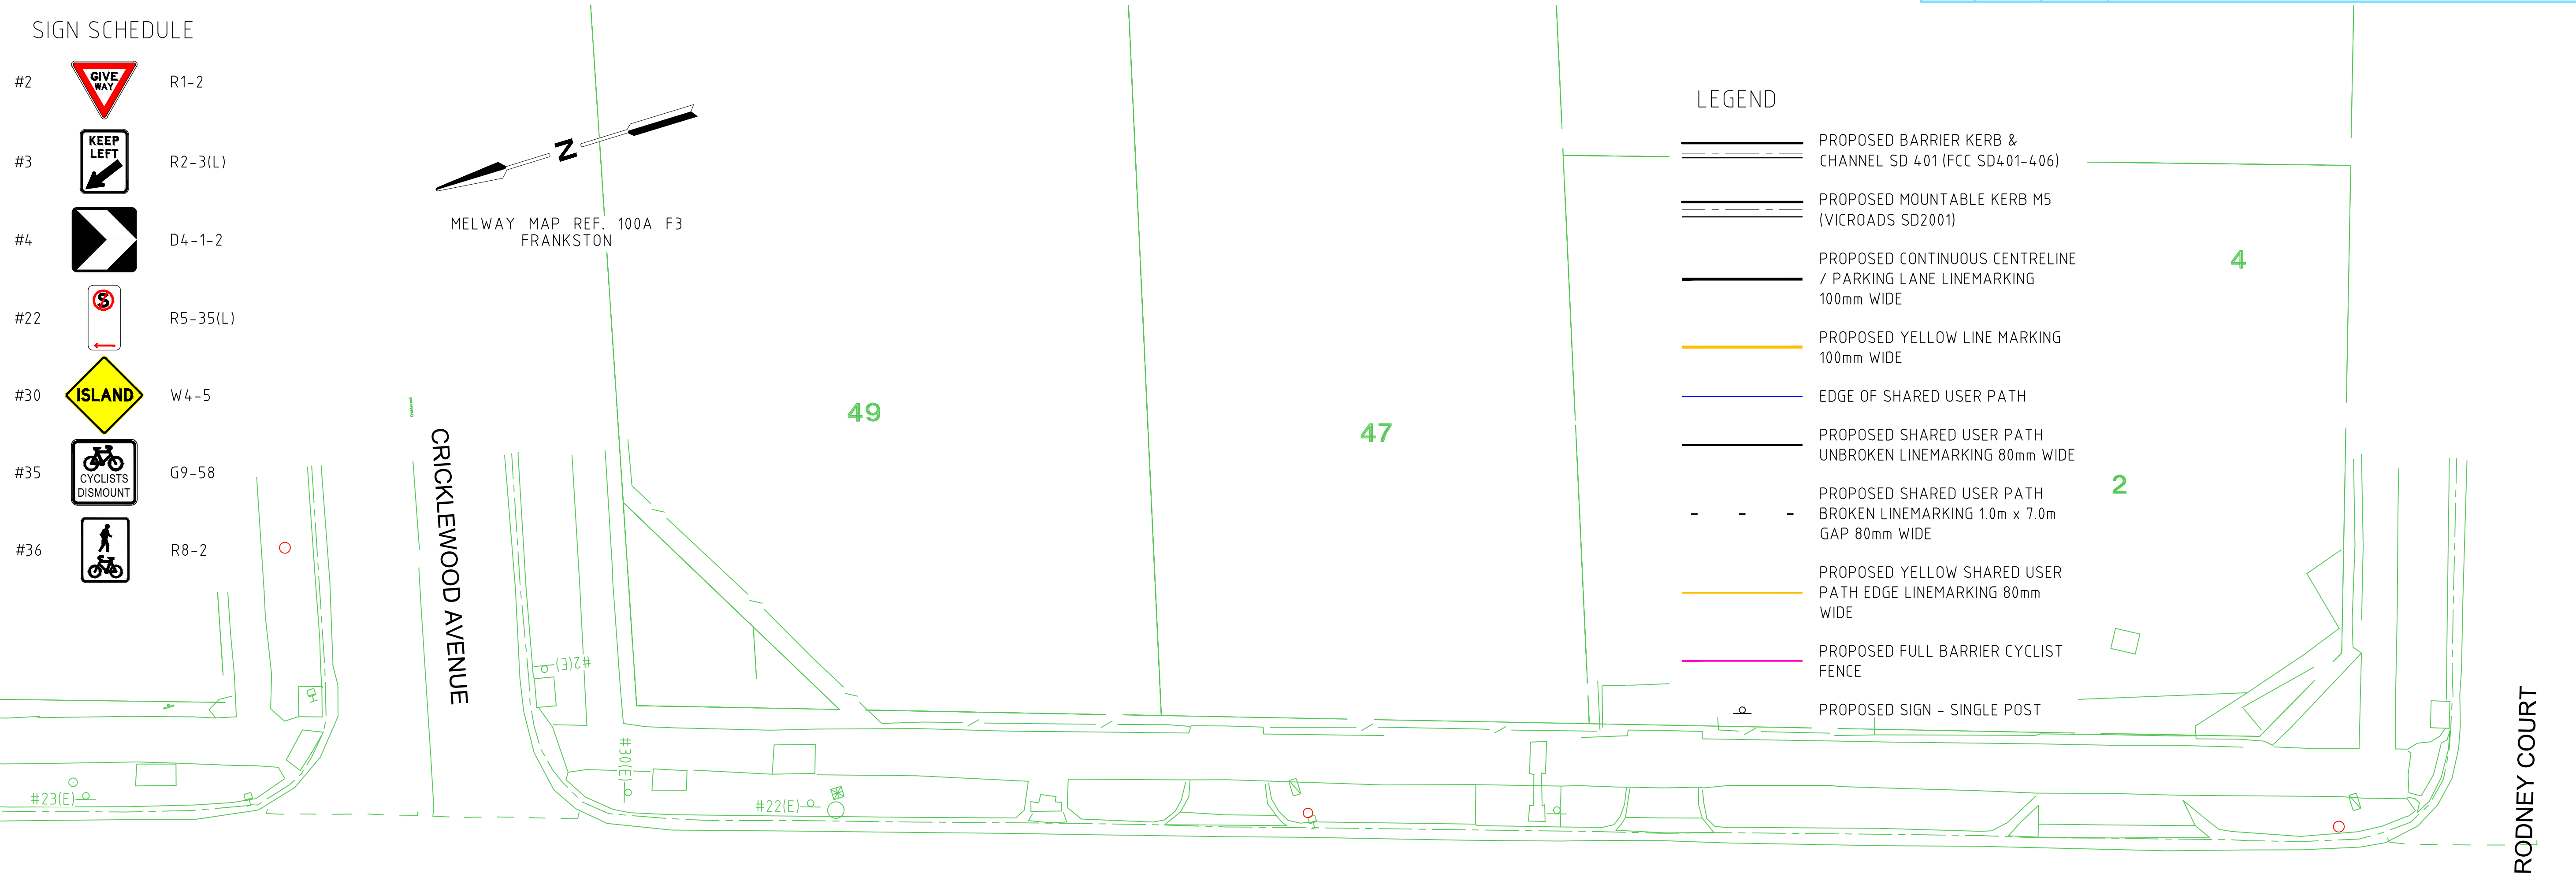 SIGN SCHEDULE
#2 GIVE WAY R1-2
#3 KEEP LEFT R2-3(L)
#4 D4-1-2
#22 S R5-35(L)
#30 ISLAND W4-5
#35 CYCLISTS DISMOUNT G9-58
#36 R8-2
N
MELWAY MAP REF. 100A F3
FRANKSTON
CRICKLEWOOD AVENUE
49
47
4
2
#2(E)
#30(E)
#23(E)
#22(E)
LEGEND
PROPOSED BARRIER KERB &
CHANNEL SD 401 (FCC SD401-406)
PROPOSED MOUNTABLE KERB M5
(VICROADS SD2001)
PROPOSED CONTINUOUS CENTRELINE
/ PARKING LANE LINEMARKING
100mm WIDE
PROPOSED YELLOW LINE MARKING
100mm WIDE
EDGE OF SHARED USER PATH
PROPOSED SHARED USER PATH
UNBROKEN LINEMARKING 80mm WIDE
PROPOSED SHARED USER PATH
BROKEN LINEMARKING 1.0m x 7.0m
GAP 80mm WIDE
PROPOSED YELLOW SHARED USER
PATH EDGE LINEMARKING 80mm
WIDE
PROPOSED FULL BARRIER CYCLIST
FENCE
PROPOSED SIGN - SINGLE POST
RODNEY COURT